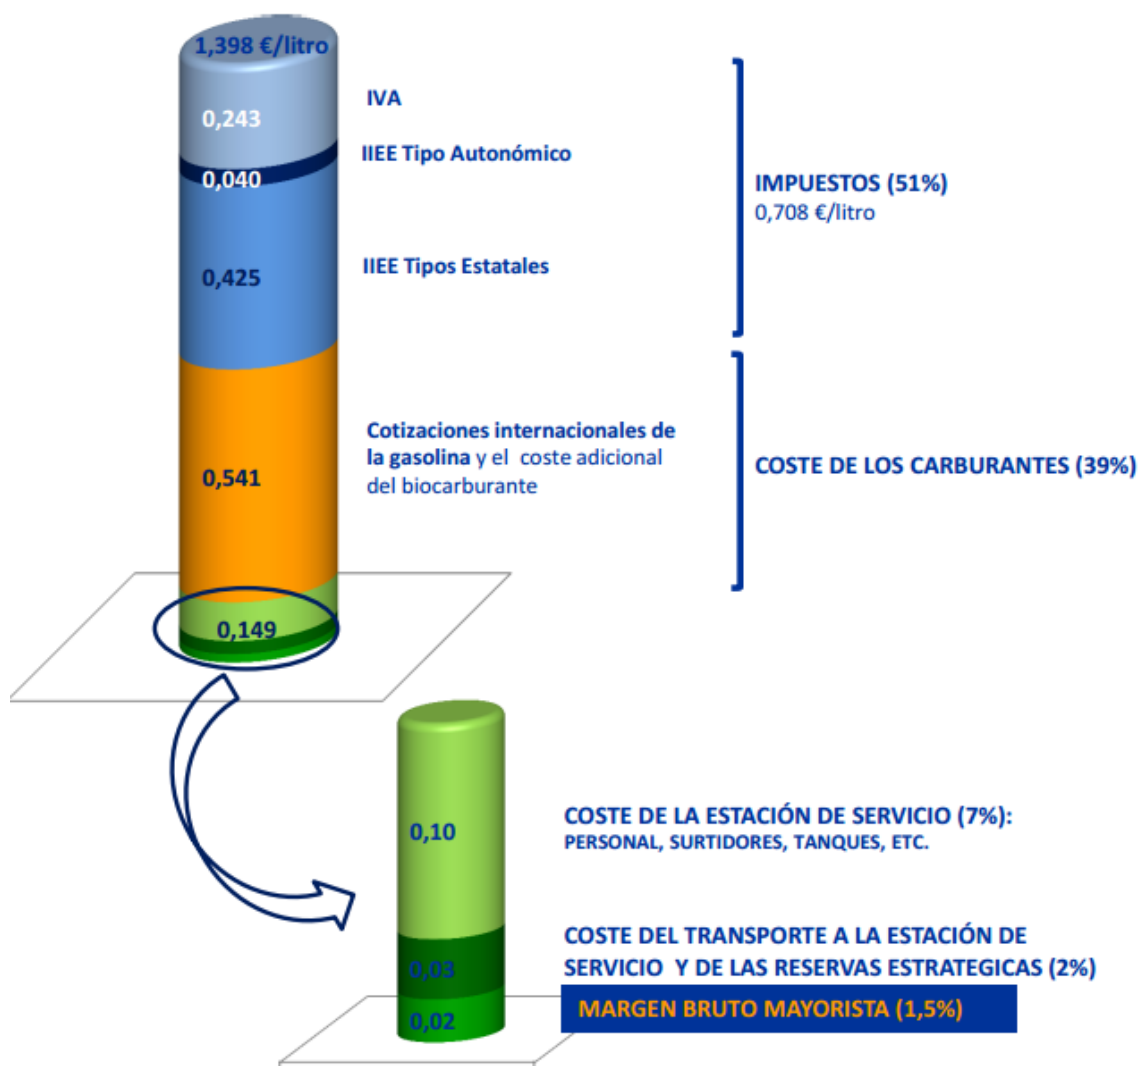 1,398 €/litro
0,243
IVA
IIEE Tipo Autonómico
0,040
IMPUESTOS (51%)
0,708 €/litro
0,425
IIEE Tipos Estatales
Cotizaciones internacionales de
la gasolina y el coste adicional
del biocarburante
0,541
COSTE DE LOS CARBURANTES (39%)
0,149
0,10
COSTE DE LA ESTACIÓN DE SERVICIO (7%):
PERSONAL, SURTIDORES, TANQUES, ETC.
COSTE DEL TRANSPORTE A LA ESTACIÓN DE
SERVICIO Y DE LAS RESERVAS ESTRATEGICAS (2%)
0,03
MARGEN BRUTO MAYORISTA (1,5%)
0,02